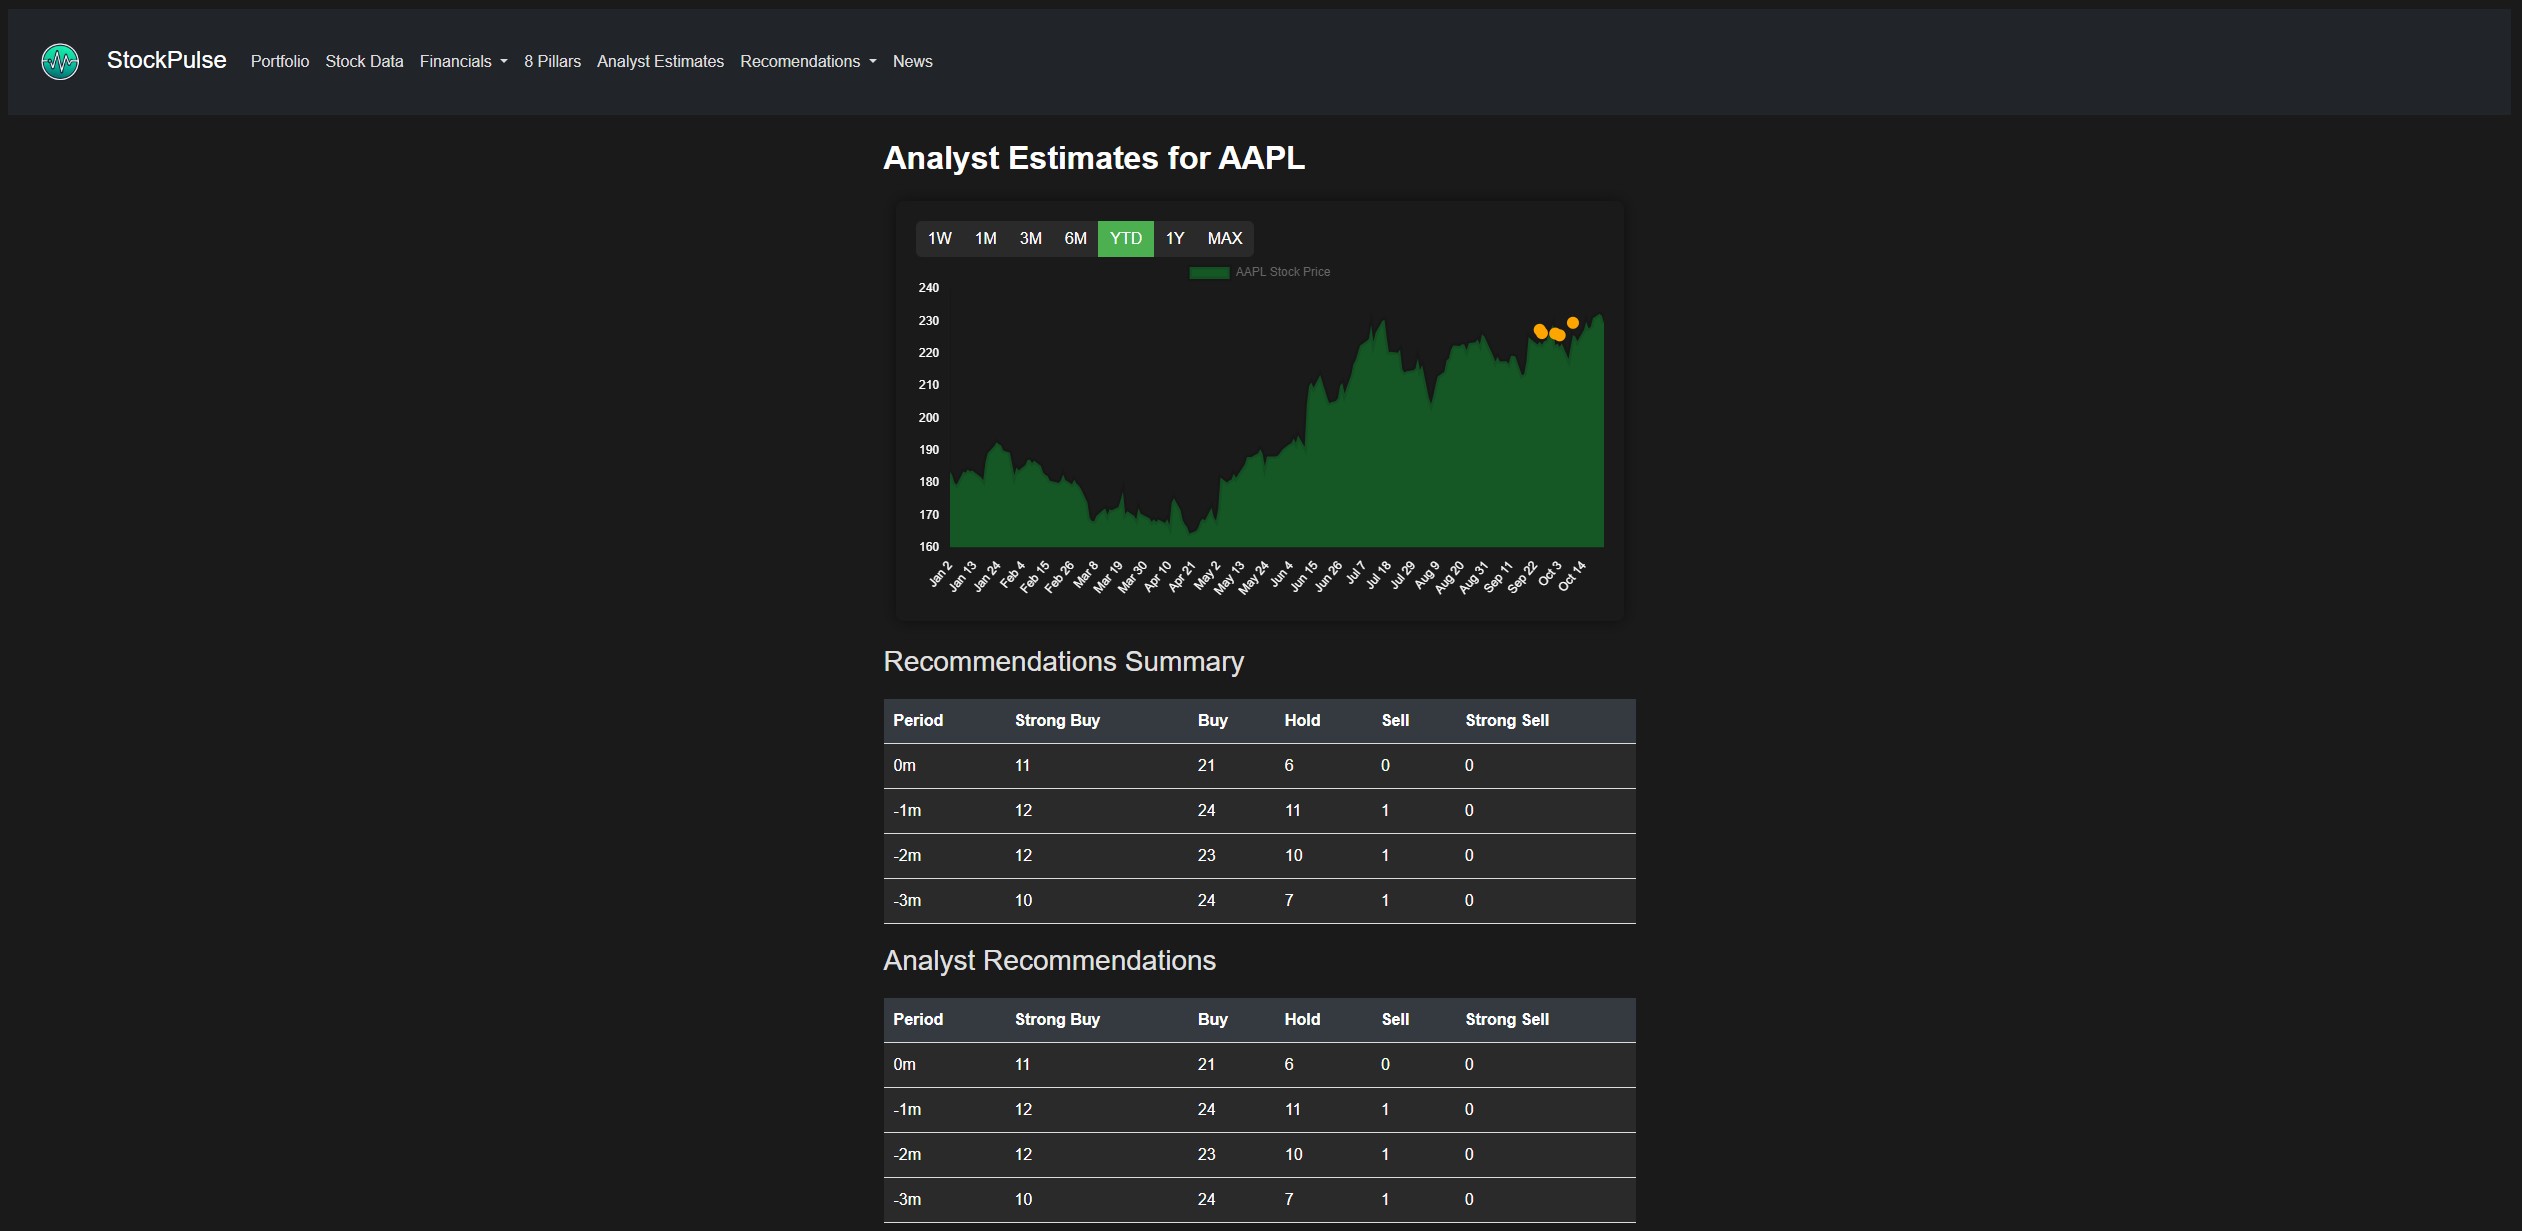 StockPulse Portfolio Stock Data Financials 8 Pillars Analyst Estimates Recomendations News
Analyst Estimates for AAPL
1W 1M 3M 6M YTD 1Y MAX
AAPL Stock Price
240
230
220
210
200
190
180
170
160
Jan 2 Jan 13 Jan 24 Feb 4 Feb 15 Feb 26 Mar 8 Mar 19 Mar 30 Apr 10 Apr 21 May 2 May 13 May 24 Jun 4 Jun 15 Jun 26 Jul 7 Jul 18 Jul 29 Aug 9 Aug 20 Aug 31 Sep 11 Sep 22 Oct 3 Oct 14
Recommendations Summary
Period Strong Buy Buy Hold Sell Strong Sell
0m 11 21 6 0 0
-1m 12 24 11 1 0
-2m 12 23 10 1 0
-3m 10 24 7 1 0
Analyst Recommendations
Period Strong Buy Buy Hold Sell Strong Sell
0m 11 21 6 0 0
-1m 12 24 11 1 0
-2m 12 23 10 1 0
-3m 10 24 7 1 0